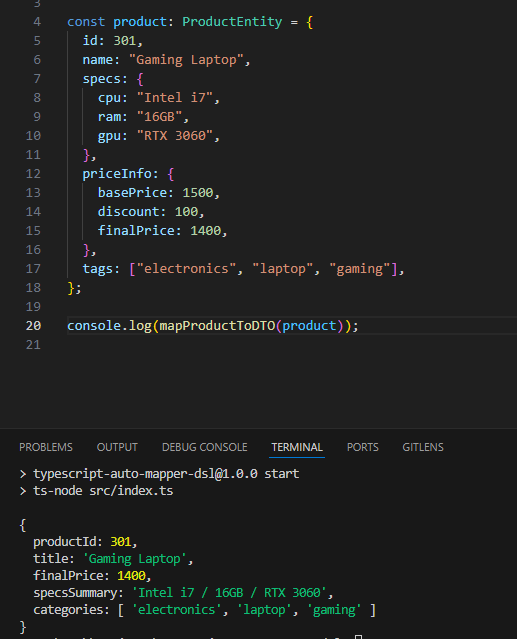 3
4 const product: ProductEntity = {
5   id: 301,
6   name: "Gaming Laptop",
7   specs: {
8     cpu: "Intel i7",
9     ram: "16GB",
10     gpu: "RTX 3060",
11   },
12   priceInfo: {
13     basePrice: 1500,
14     discount: 100,
15     finalPrice: 1400,
16   },
17   tags: ["electronics", "laptop", "gaming"],
18 };
19
20 console.log(mapProductToDTO(product));
21
PROBLEMS OUTPUT DEBUG CONSOLE TERMINAL PORTS GITLENS
> typescript-auto-mapper-dsl@1.0.0 start
> ts-node src/index.ts
{
  productId: 301,
  title: 'Gaming Laptop',
  finalPrice: 1400,
  specsSummary: 'Intel i7 / 16GB / RTX 3060',
  categories: [ 'electronics', 'laptop', 'gaming' ]
}